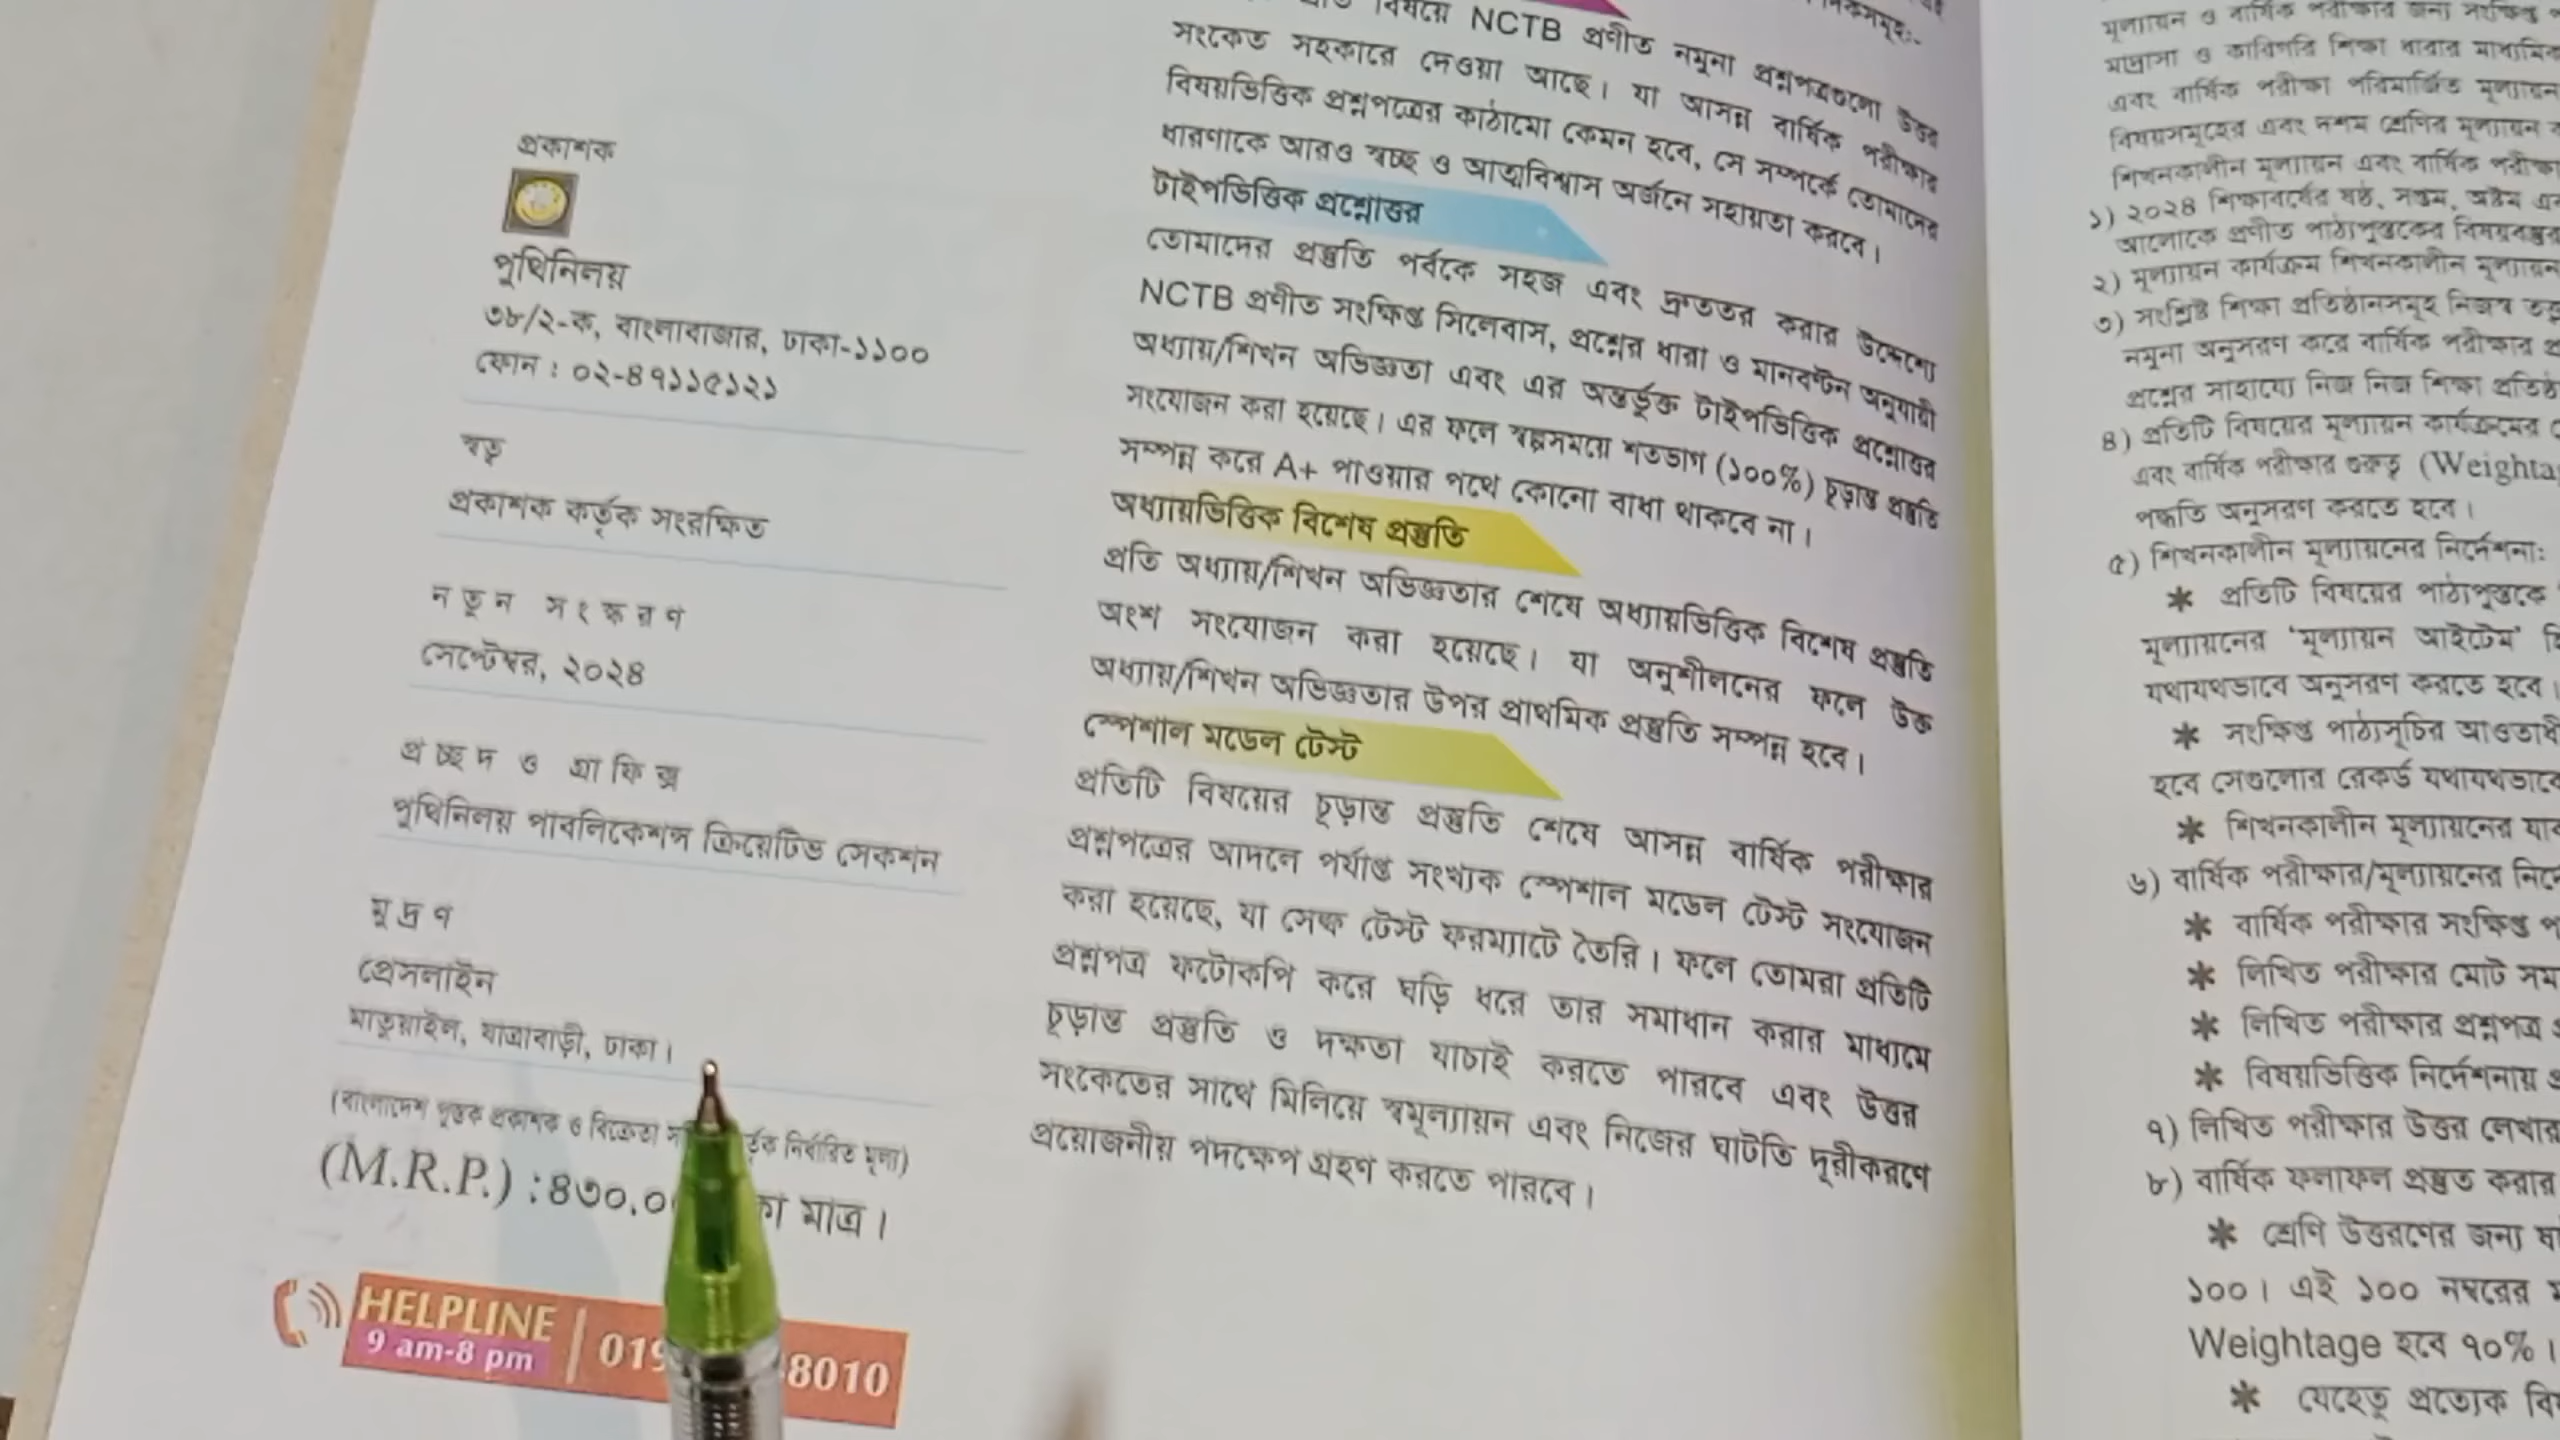 প্রকাশক
পুথিনিলয়
৩৮/২-ক, বাংলাবাজার, ঢাকা-১১০০
ফোন : ০২-৪৭১১৫১২১
স্বত্ব
প্রকাশক কর্তৃক সংরক্ষিত
নতুন সংস্করণ
সেপ্টেম্বর, ২০২৪
প্রচ্ছদ ও গ্রাফিক্স
পুথিনিলয় পাবলিকেশন্স ক্রিয়েটিভ সেকশন
মুদ্রণ
প্রেসলাইন
মাতুয়াইল, যাত্রাবাড়ী, ঢাকা।
(বাংলাদেশ পুস্তক প্রকাশক ও বিক্রেতা নির্ধারিত মূল্য)
(M.R.P.) :৪৩০.০ মাত্র।
HELPLINE
9 am-8 pm
019 8010
বিষয়ে NCTB প্রণীত নমুনা প্রশ্নপত্রগুলো উত্তর
সংকেত সহকারে দেওয়া আছে। যা আসন্ন বার্ষিক পরীক্ষার
বিষয়ভিত্তিক প্রশ্নপত্রের কাঠামো কেমন হবে, সে সম্পর্কে তোমাদের
ধারণাকে আরও স্বচ্ছ ও আত্মবিশ্বাস অর্জনে সহায়তা করবে।
টাইপভিত্তিক প্রশ্নোত্তর
তোমাদের প্রস্তুতি পর্বকে সহজ এবং দ্রুততর করার উদ্দেশ্যে
NCTB প্রণীত সংক্ষিপ্ত সিলেবাস, প্রশ্নের ধারা ও মানবণ্টন অনুযায়ী
অধ্যায়/শিখন অভিজ্ঞতা এবং এর অন্তর্ভুক্ত টাইপভিত্তিক প্রশ্নোত্তর
সংযোজন করা হয়েছে। এর ফলে স্বল্পসময়ে শতভাগ (১০০%) চূড়ান্ত প্রস্তুতি
সম্পন্ন করে A+ পাওয়ার পথে কোনো বাধা থাকবে না।
অধ্যায়ভিত্তিক বিশেষ প্রস্তুতি
প্রতি অধ্যায়/শিখন অভিজ্ঞতার শেষে অধ্যায়ভিত্তিক বিশেষ প্রস্তুতি
অংশ সংযোজন করা হয়েছে। যা অনুশীলনের ফলে উক্ত
অধ্যায়/শিখন অভিজ্ঞতার উপর প্রাথমিক প্রস্তুতি সম্পন্ন হবে।
স্পেশাল মডেল টেস্ট
প্রতিটি বিষয়ের চূড়ান্ত প্রস্তুতি শেষে আসন্ন বার্ষিক পরীক্ষার
প্রশ্নপত্রের আদলে পর্যাপ্ত সংখ্যক স্পেশাল মডেল টেস্ট সংযোজন
করা হয়েছে, যা সেল্ফ টেস্ট ফরম্যাটে তৈরি। ফলে তোমরা প্রতিটি
প্রশ্নপত্র ফটোকপি করে ঘড়ি ধরে তার সমাধান করার মাধ্যমে
চূড়ান্ত প্রস্তুতি ও দক্ষতা যাচাই করতে পারবে এবং উত্তর
সংকেতের সাথে মিলিয়ে স্বমূল্যায়ন এবং নিজের ঘাটতি দূরীকরণে
প্রয়োজনীয় পদক্ষেপ গ্রহণ করতে পারবে।
মূল্যায়ন ও বার্ষিক পরীক্ষার জন্য সংক্ষিপ্ত
মাদ্রাসা ও কারিগরি শিক্ষা ধারার মাধ্যমিক
এবং বার্ষিক পরীক্ষা পরিমার্জিত মূল্যায়ন
বিষয়সমূহের এবং দশম শ্রেণির মূল্যায়ন
শিখনকালীন মূল্যায়ন এবং বার্ষিক পরীক্ষা
১) ২০২৪ শিক্ষাবর্ষের ষষ্ঠ, সপ্তম, অষ্টম
আলোকে প্রণীত পাঠ্যপুস্তকের বিষয়বস্তুর
২) মূল্যায়ন কার্যক্রম শিখনকালীন মূল্যায়ন
৩) সংশ্লিষ্ট শিক্ষা প্রতিষ্ঠানসমূহ নিজস্ব
নমুনা অনুসরণ করে বার্ষিক পরীক্ষার
প্রশ্নের সাহায্যে নিজ নিজ শিক্ষা
৪) প্রতিটি বিষয়ের মূল্যায়ন কার্যক্রমের
এবং বার্ষিক পরীক্ষার গুরুত্ব (Weighta
পদ্ধতি অনুসরণ করতে হবে।
৫) শিখনকালীন মূল্যায়নের নির্দেশনা:
* প্রতিটি বিষয়ের পাঠ্যপুস্তকে
মূল্যায়নের ‘মূল্যায়ন আইটেম’
যথাযথভাবে অনুসরণ করতে হবে।
* সংক্ষিপ্ত পাঠ্যসূচির
হবে সেগুলোর রেকর্ড
* শিখনকালীন মূল্যায়নের
৬) বার্ষিক পরীক্ষার/মূল্যায়নের
* বার্ষিক পরীক্ষার সংক্ষিপ্ত
* লিখিত পরীক্ষার মোট
* লিখিত পরীক্ষার প্রশ্নপত্র
* বিষয়ভিত্তিক নির্দেশনায়
৭) লিখিত পরীক্ষার উত্তর লেখার
৮) বার্ষিক ফলাফল প্রস্তুত করার
* শ্রেণি উত্তরণের জন্য
১০০। এই ১০০ নম্বরের
Weightage হবে ৭০%।
* যেহেতু প্রত্যেক